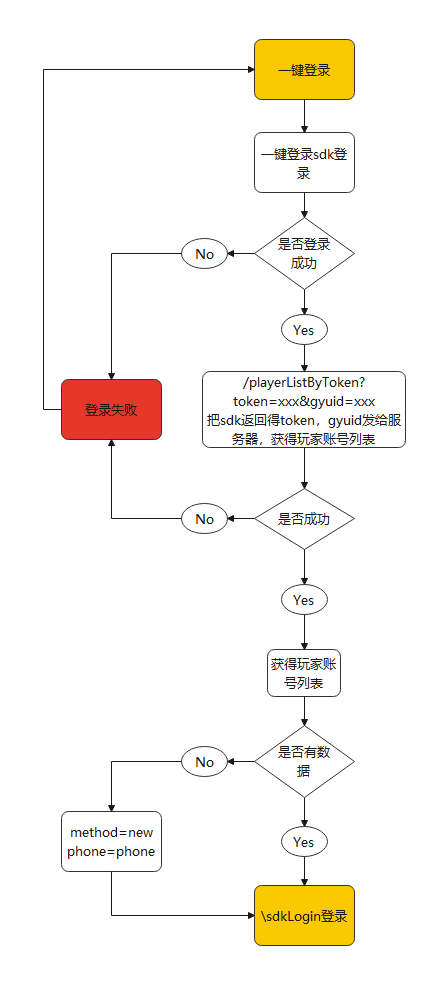 一键登录
一键登录sdk登
录
是否登录
成功
No
Yes
/playerListByToken?
token=xxx&gyuid=xxx
把sdk返回得token，gyuid发给服
务器，获得玩家账号列表
登录失败
是否成功
No
Yes
获得玩家账
号列表
是否有数
据
No
method=new
phone=phone
Yes
\sdkLogin登录